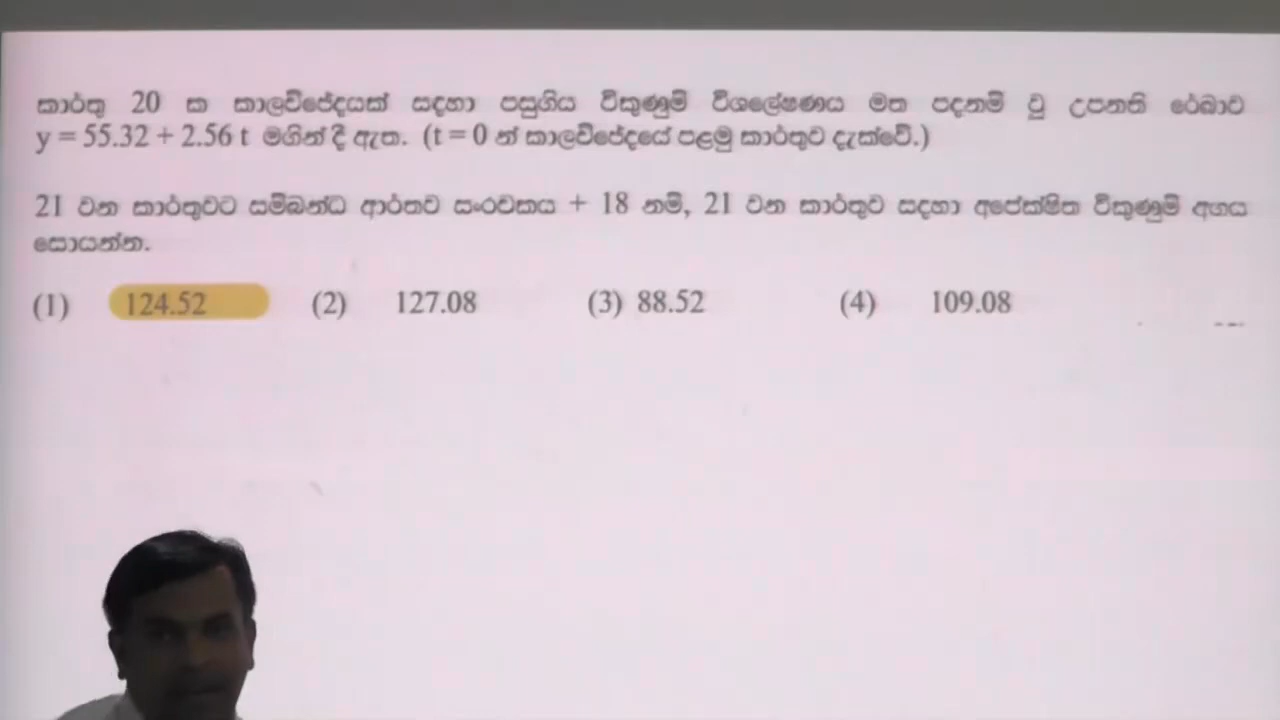 කාර්තු 20 ක කාලවිච්ඡේදයක් සඳහා පසුගිය විකුණුම් විශ්ලේෂණය මත පදනම් වූ උපනති රේඛාව
y = 55.32 + 2.56 t මගින් දී ඇත. (t = 0 න් කාලවිච්ඡේදයේ පළමු කාර්තුව දැක්වේ.)
21 වන කාර්තුවට සම්බන්ධ ආර්තව සංරචකය + 18 නම්, 21 වන කාර්තුව සඳහා අපේක්ෂිත විකුණුම් අගය
සොයන්න.
(1) 124.52 (2) 127.08 (3) 88.52 (4) 109.08